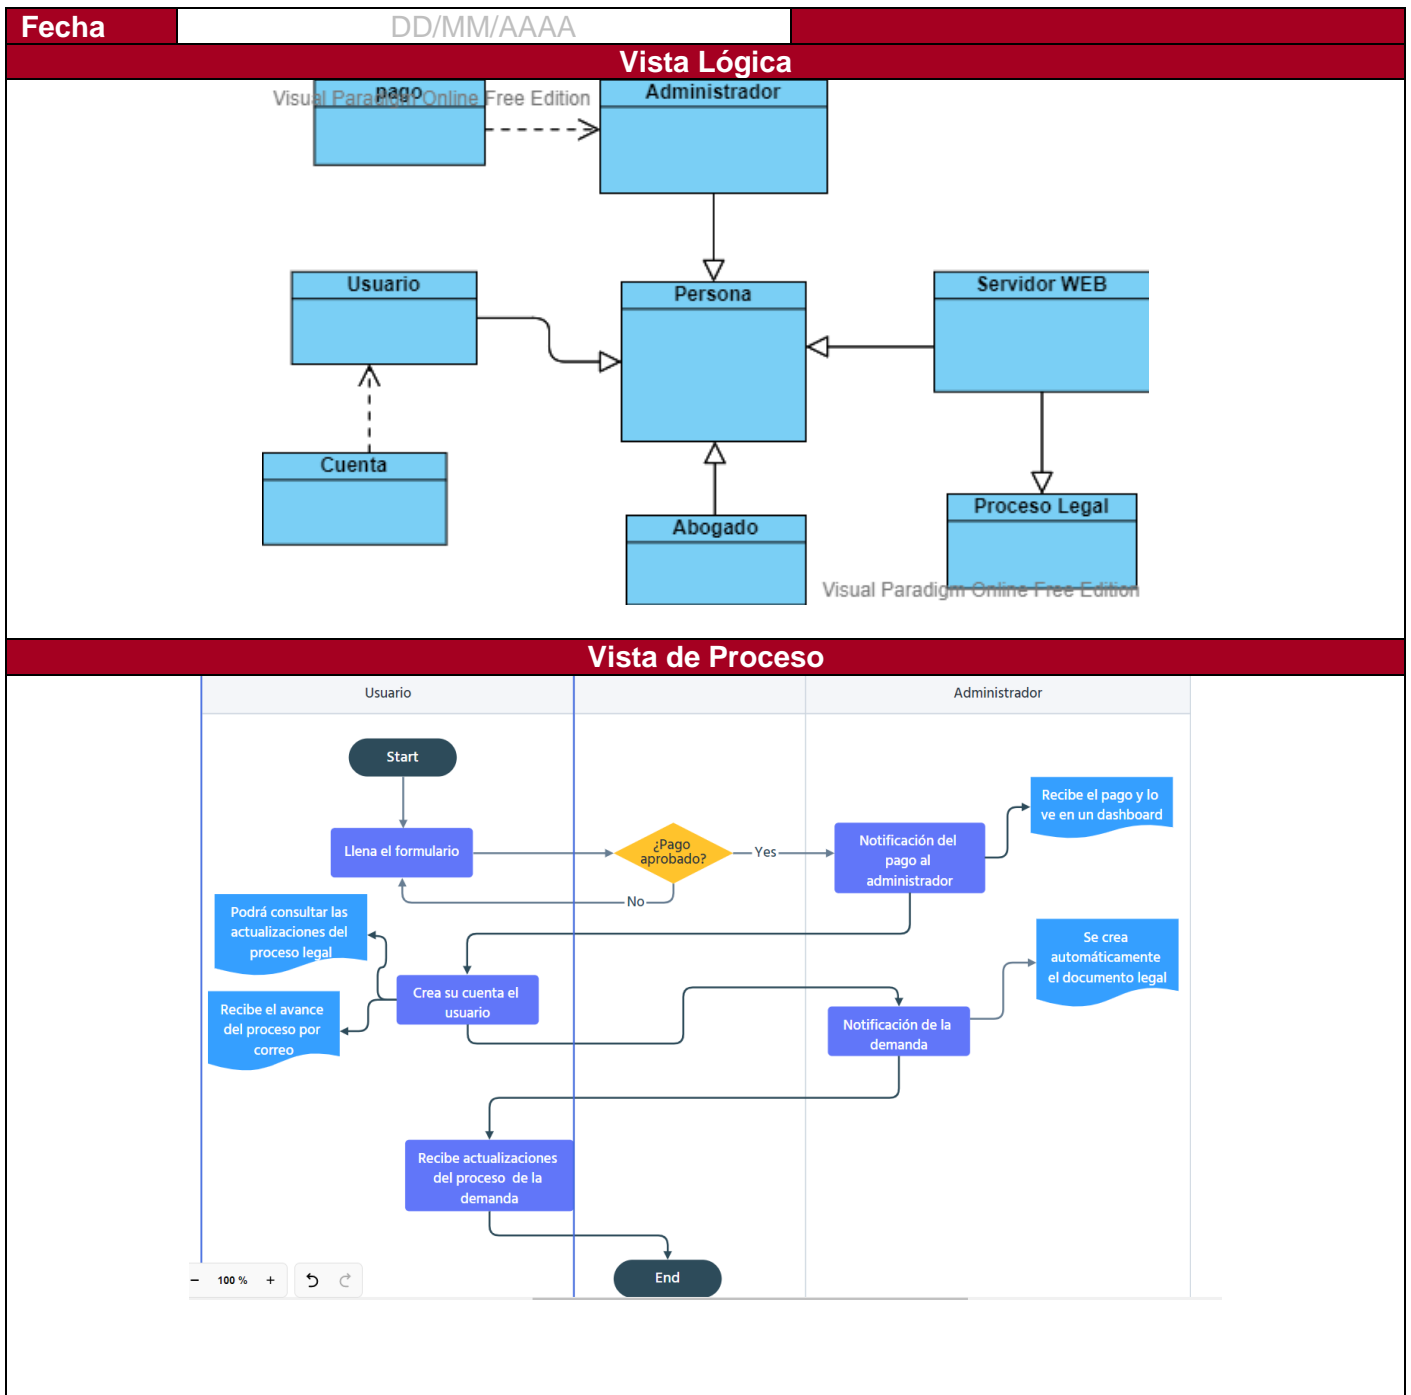 Fecha
DD/MM/AAAA
Vista Lógica
pago
Visual Paradigm Online Free Edition
Administrador
Usuario
Persona
Servidor WEB
Cuenta
Abogado
Proceso Legal
Visual Paradigm Online Free Edition
Vista de Proceso
Usuario
Administrador
Start
Recibe el pago y lo
ve en un dashboard
Llena el formulario
¿Pago
aprobado?
Yes
Notificación del
pago al
administrador
No
Podrá consultar las
actualizaciones del
proceso legal
Se crea
automáticamente
el documento legal
Crea su cuenta el
usuario
Recibe el avance
del proceso por
correo
Notificación de la
demanda
Recibe actualizaciones
del proceso de la
demanda
End
− 100 % +